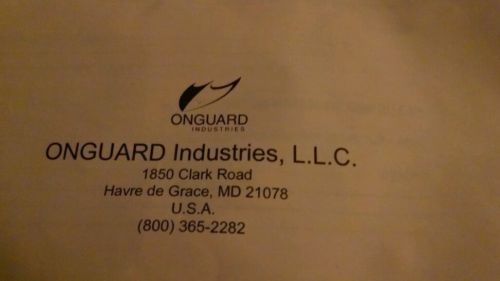 ONGUARD
INDUSTRIES
ONGUARD Industries, L.L.C.
1850 Clark Road
Havre de Grace, MD 21078
U.S.A.
(800) 365-2282